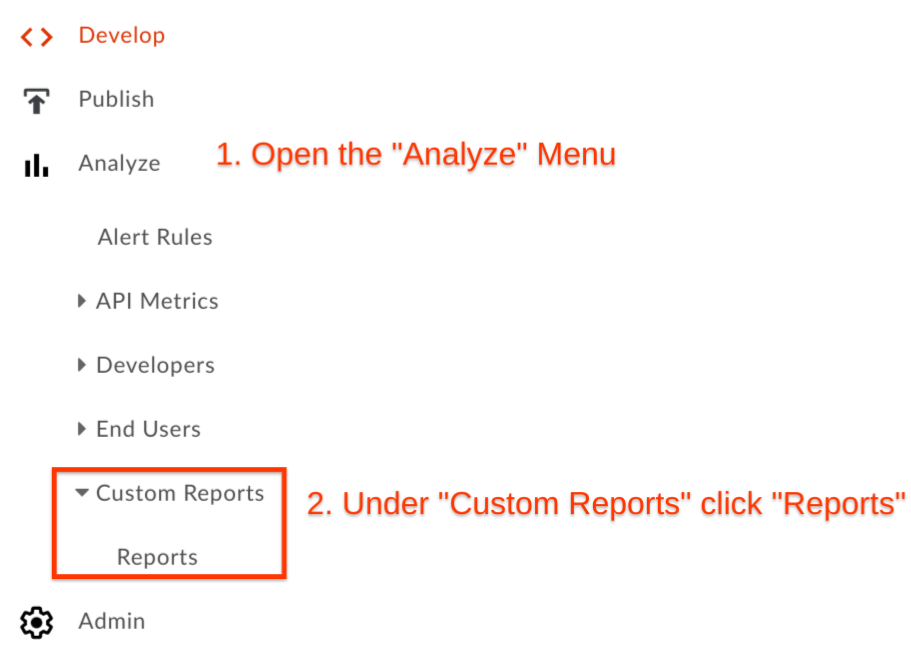 Develop
Publish
Analyze
1. Open the "Analyze" Menu
Alert Rules
API Metrics
Developers
End Users
Custom Reports
2. Under "Custom Reports" click "Reports"
Reports
Admin